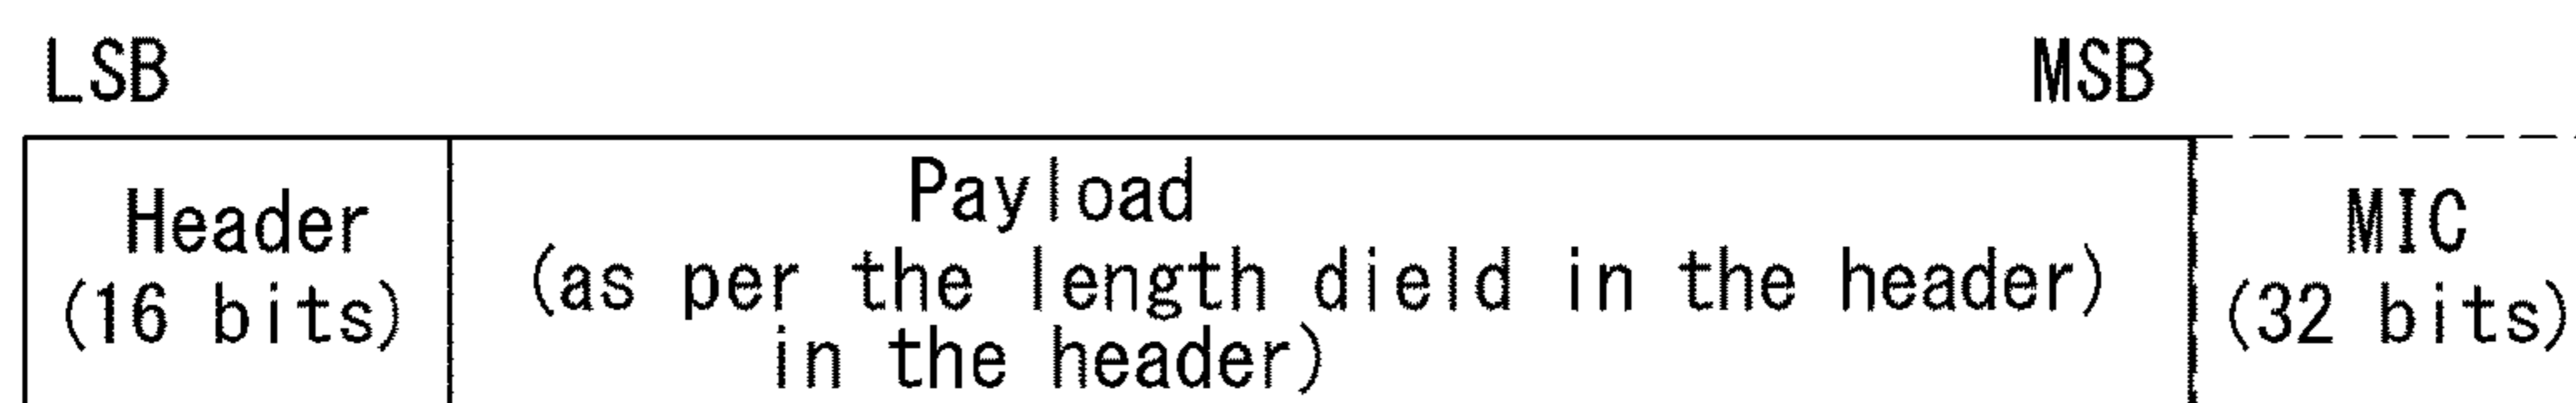 LSB MSB
Header
(16 bits)
Payload
(as per the length dield in the header)
in the header)
MIC
(32 bits)